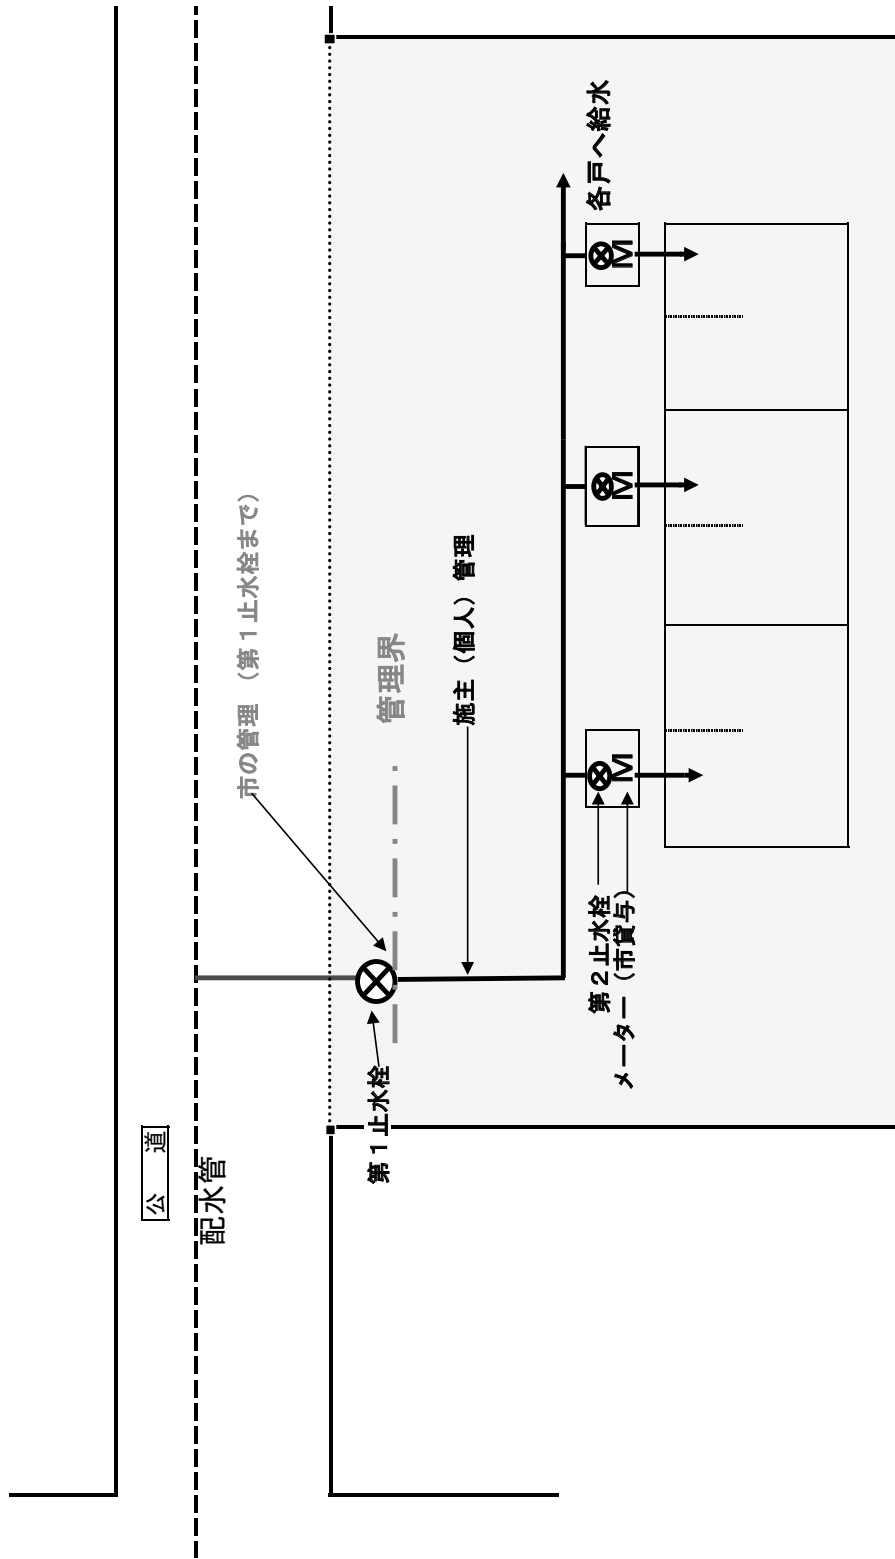 公　道
配水管
市の管理　（第１止水栓まで）
第１止水栓
管理界
施主（個人）管理
第２止水栓
メーター（市貸与）
M
M
M
各戸へ給水